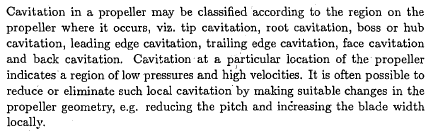 Cavitation in a propeller may be classified according to the region on the
propeller where it occurs, viz. tip cavitation, root cavitation, boss or hub
cavitation, leading edge cavitation, trailing edge cavitation, face cavitation
and back cavitation. Cavitation at a particular location of the propeller
indicates a region of low pressures and high velocities. It is often possible to
reduce or eliminate such local cavitation by making suitable changes in the
propeller geometry, e.g. reducing the pitch and increasing the blade width
locally.